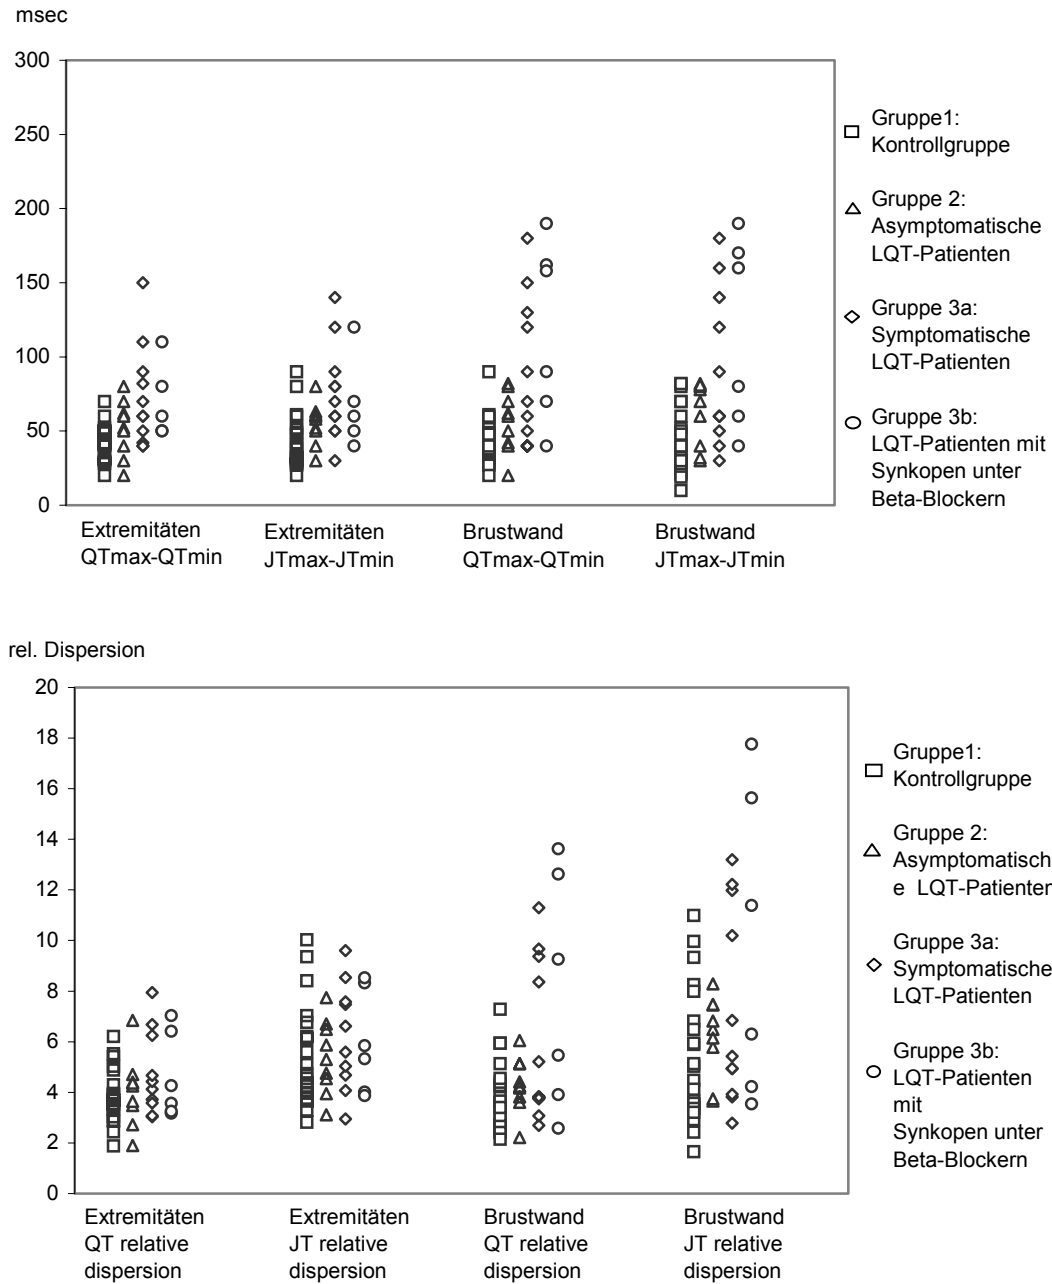 msec
300
250
200
150
100
50
0
Extremitäten
QTmax-QTmin
Extremitäten
JTmax-JTmin
Brustwand
QTmax-QTmin
Brustwand
JTmax-JTmin
Gruppe1:
Kontrollgruppe
Gruppe 2:
Asymptomatische
LQT-Patienten
Gruppe 3a:
Symptomatische
LQT-Patienten
Gruppe 3b:
LQT-Patienten mit
Synkopen unter
Beta-Blockern
rel. Dispersion
20
18
16
14
12
10
8
6
4
2
0
Extremitäten
QT relative
dispersion
Extremitäten
JT relative
dispersion
Brustwand
QT relative
dispersion
Brustwand
JT relative
dispersion
Gruppe1:
Kontrollgruppe
Gruppe 2:
Asymptomatisch
e LQT-Patienten
Gruppe 3a:
Symptomatische
LQT-Patienten
Gruppe 3b:
LQT-Patienten
mit
Synkopen unter
Beta-Blockern